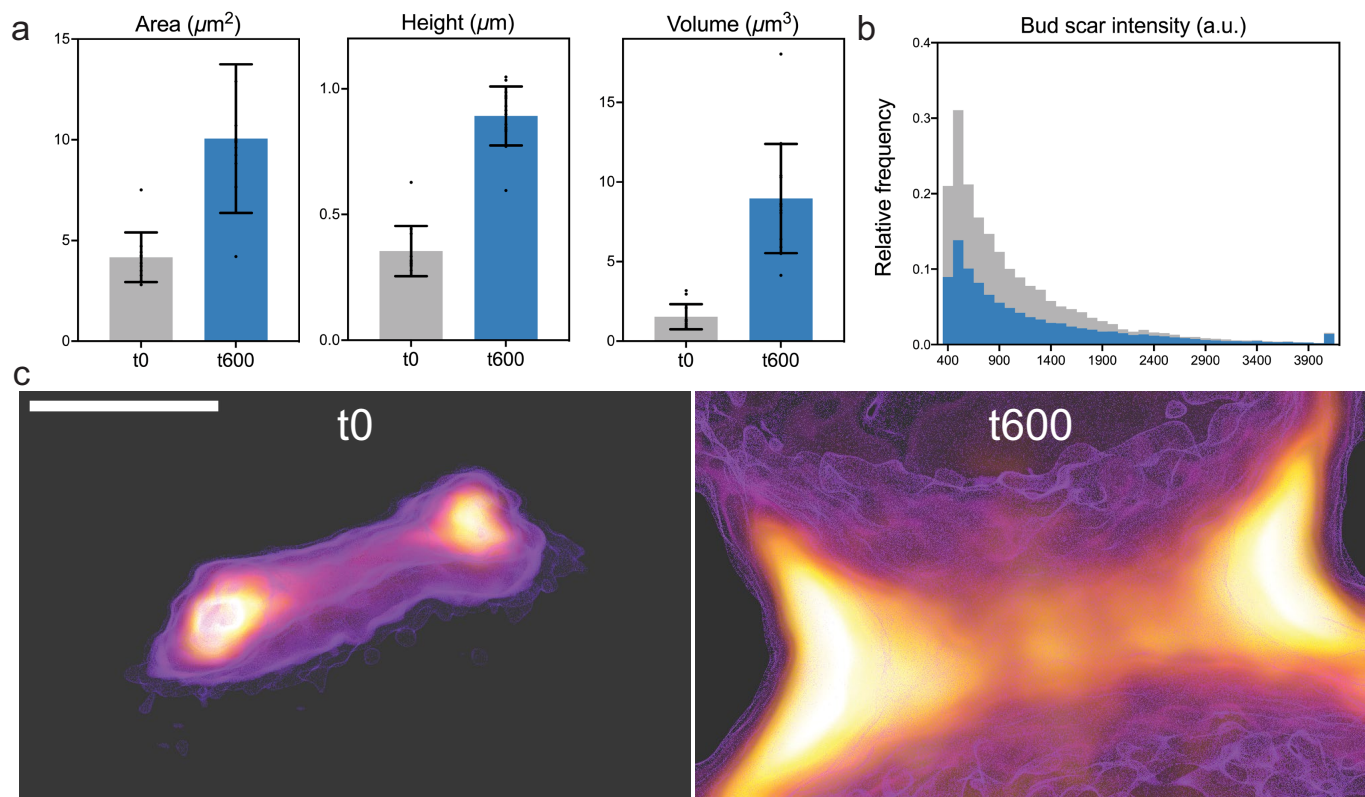 a
Area (µm²)
15
10
5
0
t0
t600
Height (µm)
1.0
0.5
0.0
t0
t600
Volume (µm³)
15
10
5
0
t0
t600
b
Bud scar intensity (a.u.)
Relative frequency
0.4
0.3
0.2
0.1
0.0
400 900 1400 1900 2400 2900 3400 3900
c
t0
t600